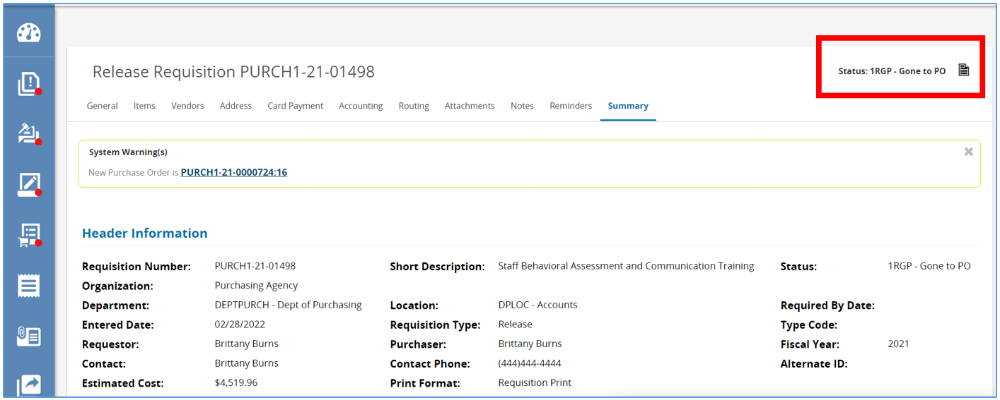 Release Requisition PURCH1-21-01498
Status: 1RGP - Gone to PO
General Items Vendors Address Card Payment Accounting Routing Attachments Notes Reminders Summary
System Warning(s)
New Purchase Order is PURCH1-21-0000724:16
Header Information
Requisition Number: PURCH1-21-01498 Short Description: Staff Behavioral Assessment and Communication Training Status: 1RGP - Gone to PO
Organization: Purchasing Agency
Department: DEPTPURCH - Dept of Purchasing Location: DPLOC - Accounts Required By Date:
Entered Date: 02/28/2022 Requisition Type: Release Type Code:
Requestor: Brittany Burns Purchaser: Brittany Burns Fiscal Year: 2021
Contact: Brittany Burns Contact Phone: (444)444-4444 Alternate ID:
Estimated Cost: $4,519.96 Print Format: Requisition Print